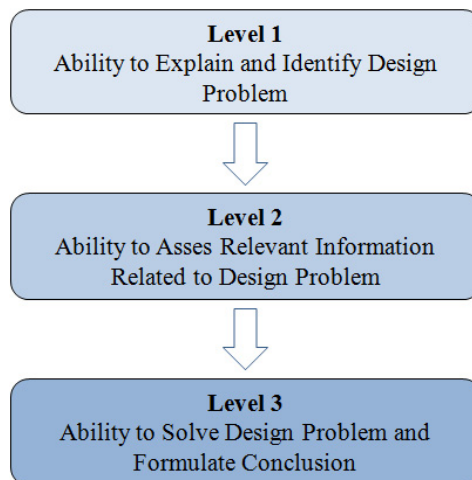 Level 1
Ability to Explain and Identify Design
Problem
Level 2
Ability to Asses Relevant Information
Related to Design Problem
Level 3
Ability to Solve Design Problem and
Formulate Conclusion